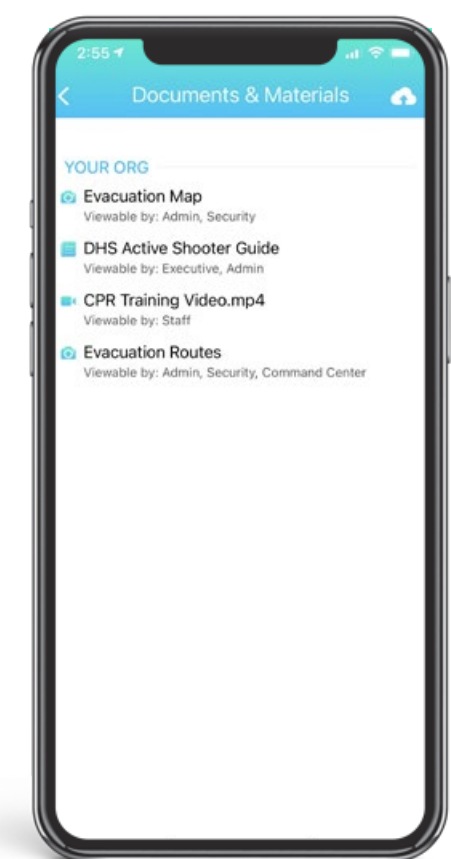 2:55
Documents & Materials
YOUR ORG
Evacuation Map
Viewable by: Admin, Security
DHS Active Shooter Guide
Viewable by: Executive, Admin
CPR Training Video.mp4
Viewable by: Staff
Evacuation Routes
Viewable by: Admin, Security, Command Center